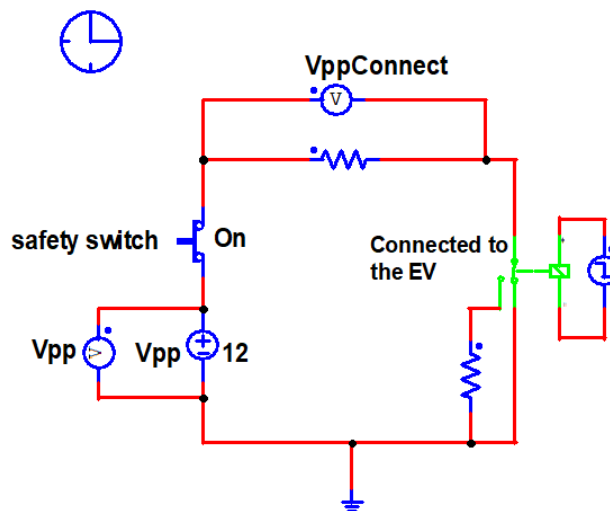 VppConnect
V
safety switch
On
Connected to
the EV
Vpp
V
Vpp
12